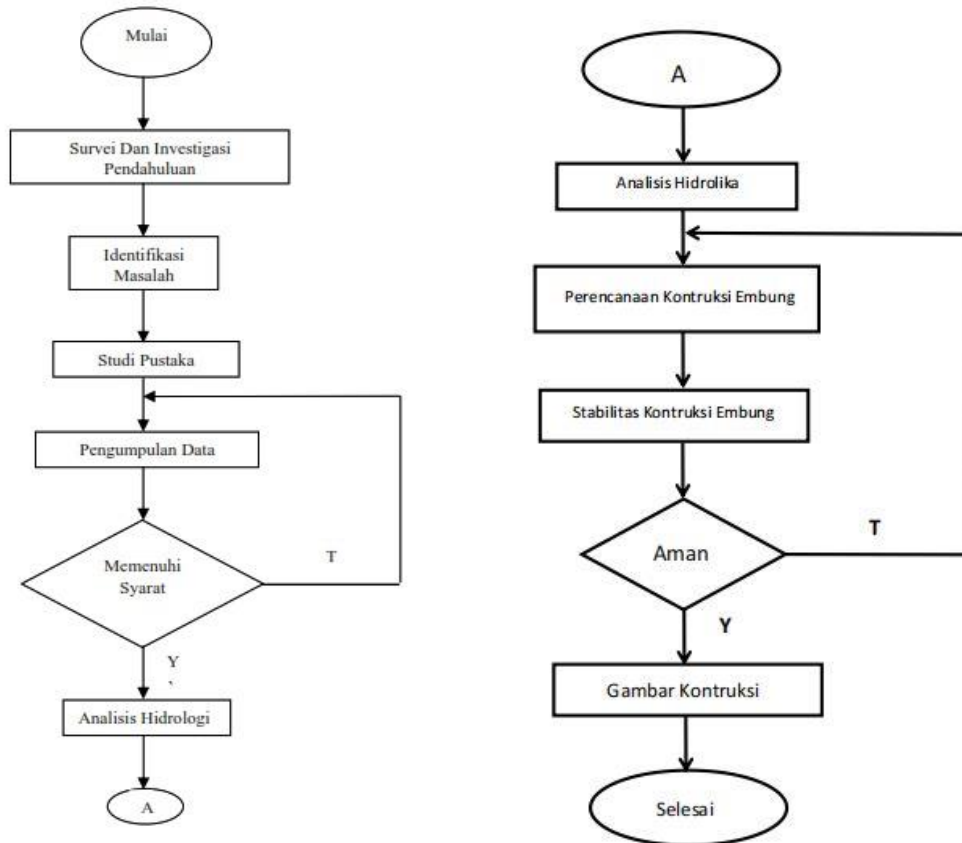 Mulai
Survei Dan Investigasi
Pendahuluan
Identifikasi
Masalah
Studi Pustaka
Pengumpulan Data
Memenuhi
Syarat
T
Y
Analisis Hidrologi
A
A
Analisis Hidrolika
Perencanaan Kontruksi Embung
Stabilitas Kontruksi Embung
Aman
T
Y
Gambar Kontruksi
Selesai